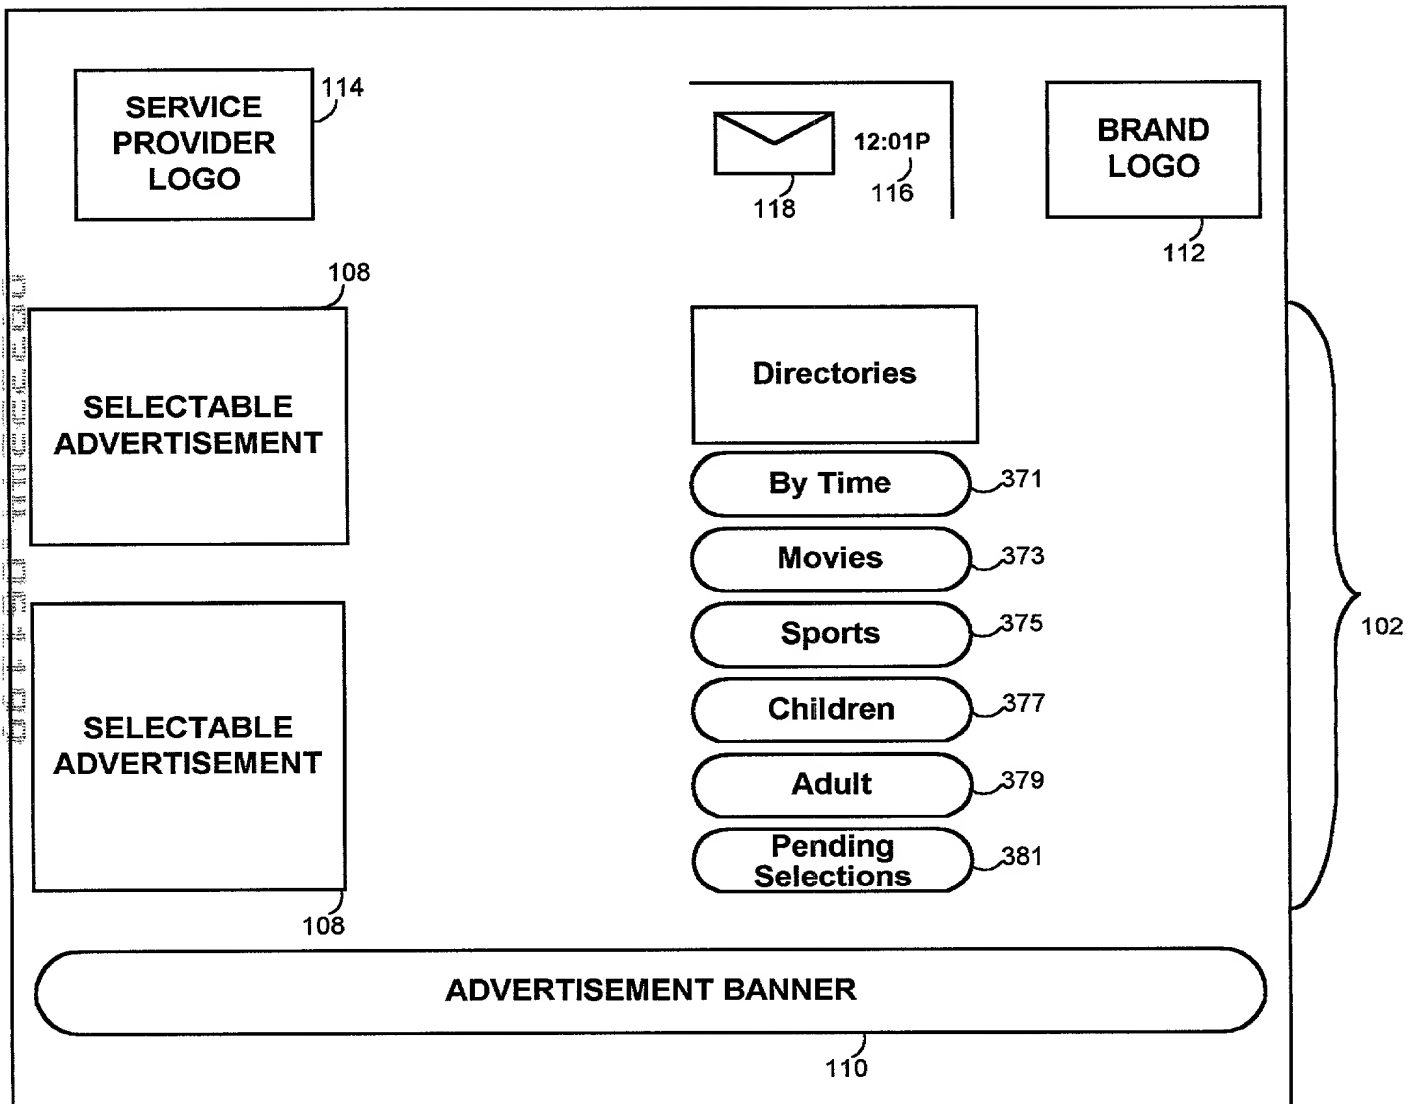 SERVICE
PROVIDER
LOGO
114
12:01P
118
116
BRAND
LOGO
112
108
SELECTABLE
ADVERTISEMENT
Directories
By Time
371
Movies
373
Sports
375
Children
377
Adult
379
Pending
Selections
381
102
SELECTABLE
ADVERTISEMENT
108
ADVERTISEMENT BANNER
110